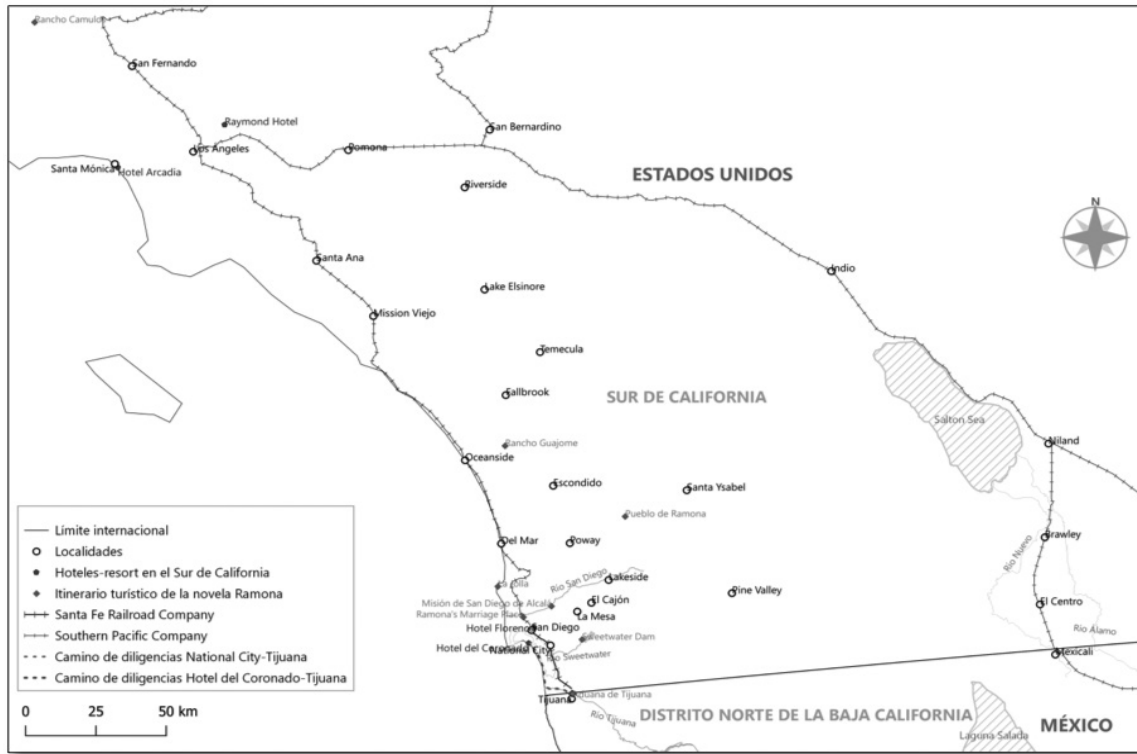 Rancho Camulos
San Fernando
Raymond Hotel
San Bernardino
Los Angeles
Pomona
Santa Mónica
Hotel Arcadia
ESTADOS UNIDOS
Riverside
N
Santa Ana
Indio
Lake Elsinore
Mission Viejo
Temecula
Fallbrook
SUR DE CALIFORNIA
Salton Sea
Rancho Guajome
Niland
Oceanside
Escondido
Santa Ysabel
Pueblo de Ramona
Del Mar
Poway
Brawley
Río Nuevo
La Jolla
Río San Diego
Lakeside
Pine Valley
Misión de San Diego de Alcalá
El Cajón
El Centro
Ramona's Marriage Place
La Mesa
Hotel Florence
San Diego
Sweetwater Dam
Río Álamo
Hotel del Coronado
National City
Río Sweetwater
Mexicali
Aduana de Tijuana
Tijuana
Río Tijuana
DISTRITO NORTE DE LA BAJA CALIFORNIA
MÉXICO
Laguna Salada
Límite internacional
Localidades
Hoteles-resort en el Sur de California
Itinerario turístico de la novela Ramona
Santa Fe Railroad Company
Southern Pacific Company
Camino de diligencias National City-Tijuana
Camino de diligencias Hotel del Coronado-Tijuana
0 25 50 km